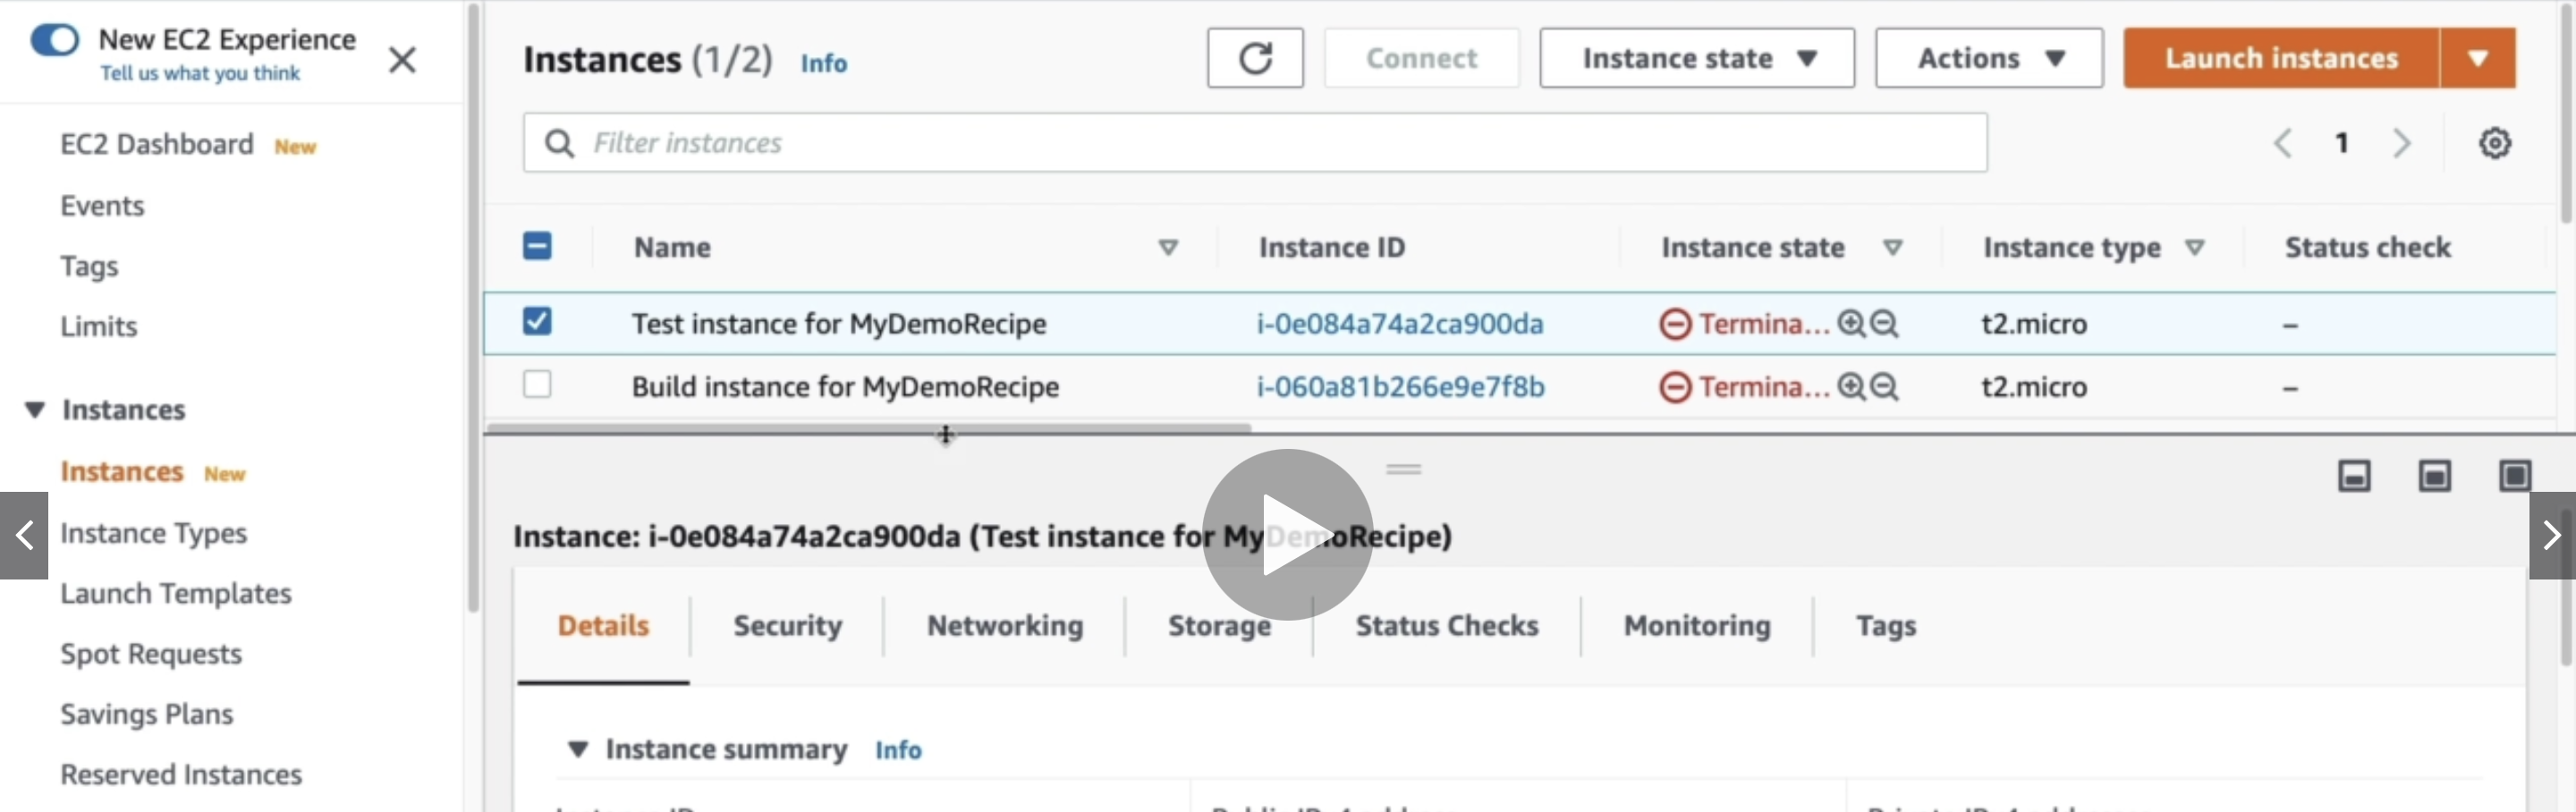 New EC2 Experience
Tell us what you think
EC2 Dashboard New
Events
Tags
Limits
Instances
Instances New
Instance Types
Launch Templates
Spot Requests
Savings Plans
Reserved Instances
Instances (1/2) Info
Connect
Instance state
Actions
Launch instances
Filter instances
1
Name Instance ID Instance state Instance type Status check
Test instance for MyDemoRecipe i-0e084a74a2ca900da Termina... t2.micro –
Build instance for MyDemoRecipe i-060a81b266e9e7f8b Termina... t2.micro –
Instance: i-0e084a74a2ca900da (Test instance for MyDemoRecipe)
Details Security Networking Storage Status Checks Monitoring Tags
Instance summary Info